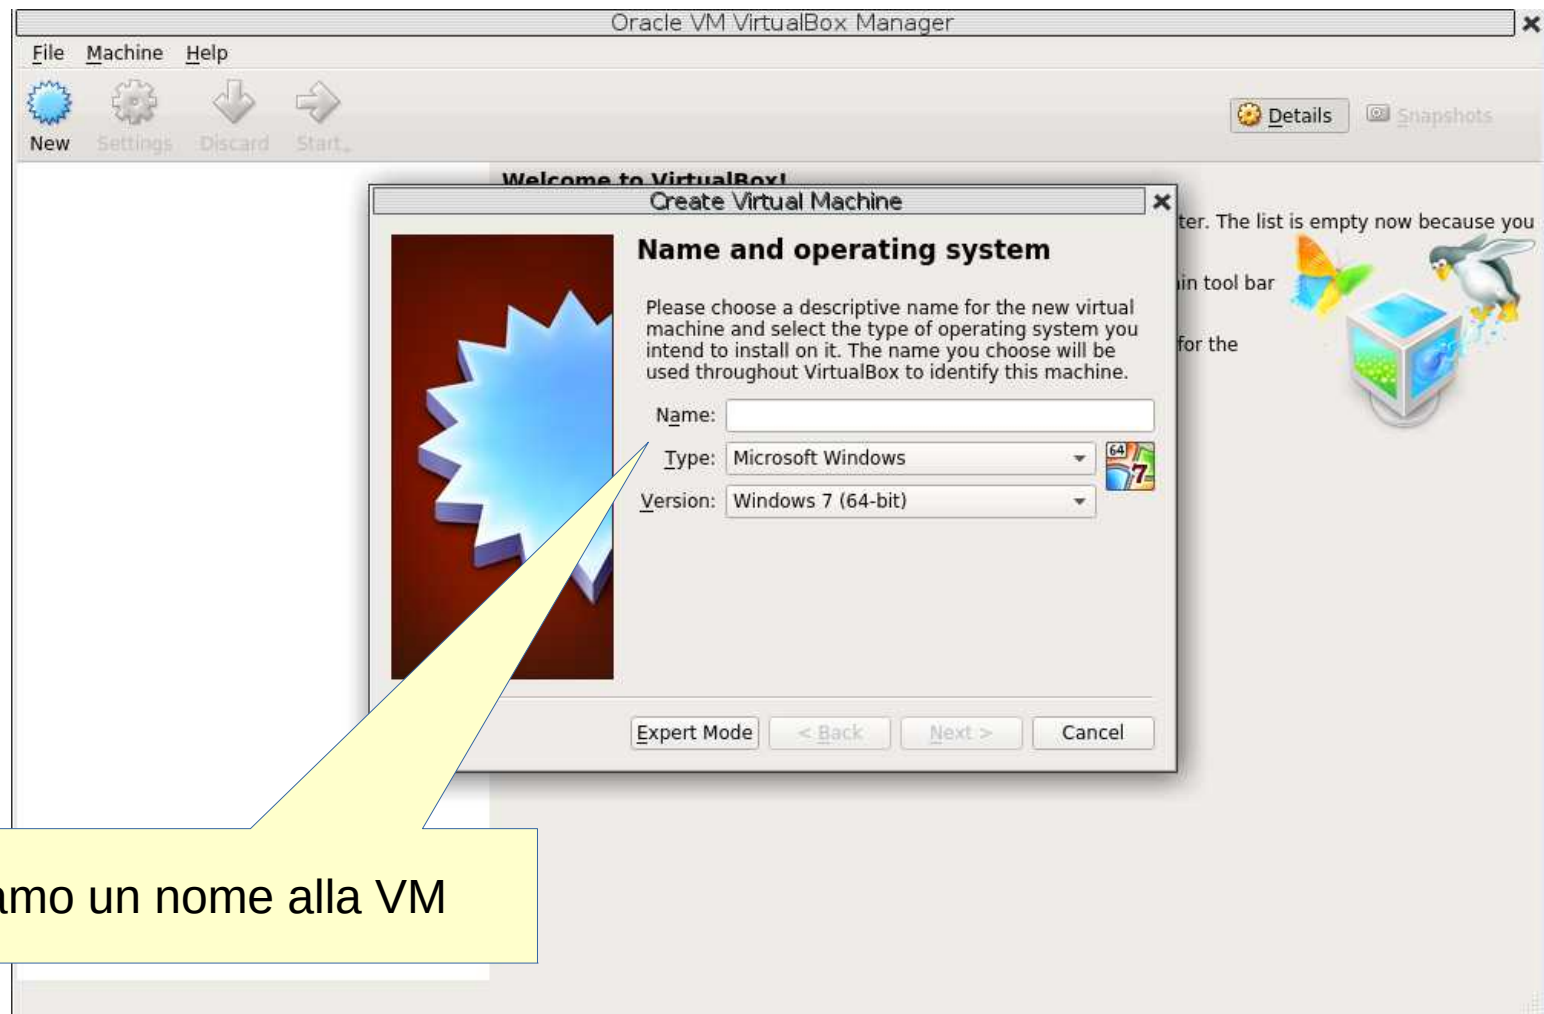 Oracle VM VirtualBox Manager
File Machine Help
New Settings Discard Start
Details Snapshots
Welcome to VirtualBox!
ter. The list is empty now because you
in tool bar
for the
Create Virtual Machine
Name and operating system
Please choose a descriptive name for the new virtual
machine and select the type of operating system you
intend to install on it. The name you choose will be
used throughout VirtualBox to identify this machine.
Name:
Type: Microsoft Windows
64
7
Version: Windows 7 (64-bit)
Expert Mode < Back Next > Cancel
amo un nome alla VM